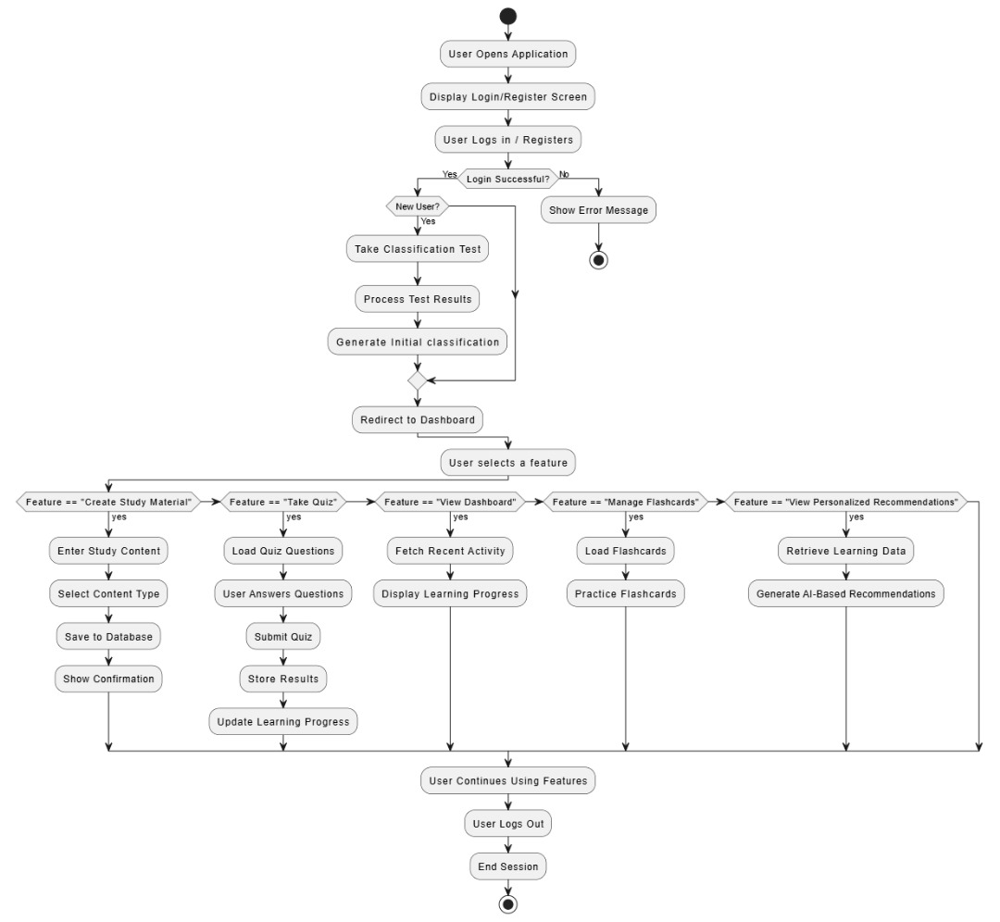 User Opens Application
Display Login/Register Screen
User Logs in / Registers
Yes
Login Successful?
No
New User?
Yes
Show Error Message
Take Classification Test
Process Test Results
Generate Initial classification
Redirect to Dashboard
User selects a feature
Feature == "Create Study Material"
yes
Enter Study Content
Select Content Type
Save to Database
Show Confirmation
Feature == "Take Quiz"
yes
Load Quiz Questions
User Answers Questions
Submit Quiz
Store Results
Update Learning Progress
Feature == "View Dashboard"
yes
Fetch Recent Activity
Display Learning Progress
Feature == "Manage Flashcards"
yes
Load Flashcards
Practice Flashcards
Feature == "View Personalized Recommendations"
yes
Retrieve Learning Data
Generate AI-Based Recommendations
User Continues Using Features
User Logs Out
End Session